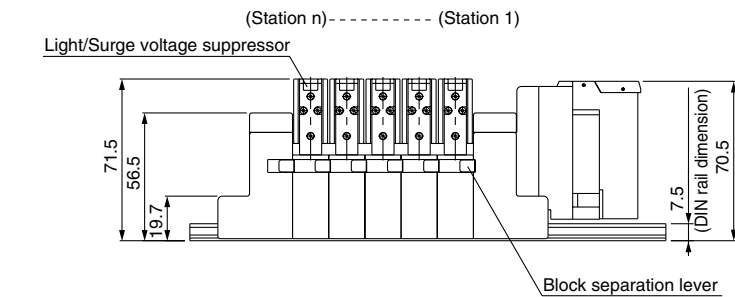 (Station n)---------- (Station 1)
Light/Surge voltage suppressor
71.5
56.5
19.7
7.5
(DIN rail dimension)
70.5
Block separation lever